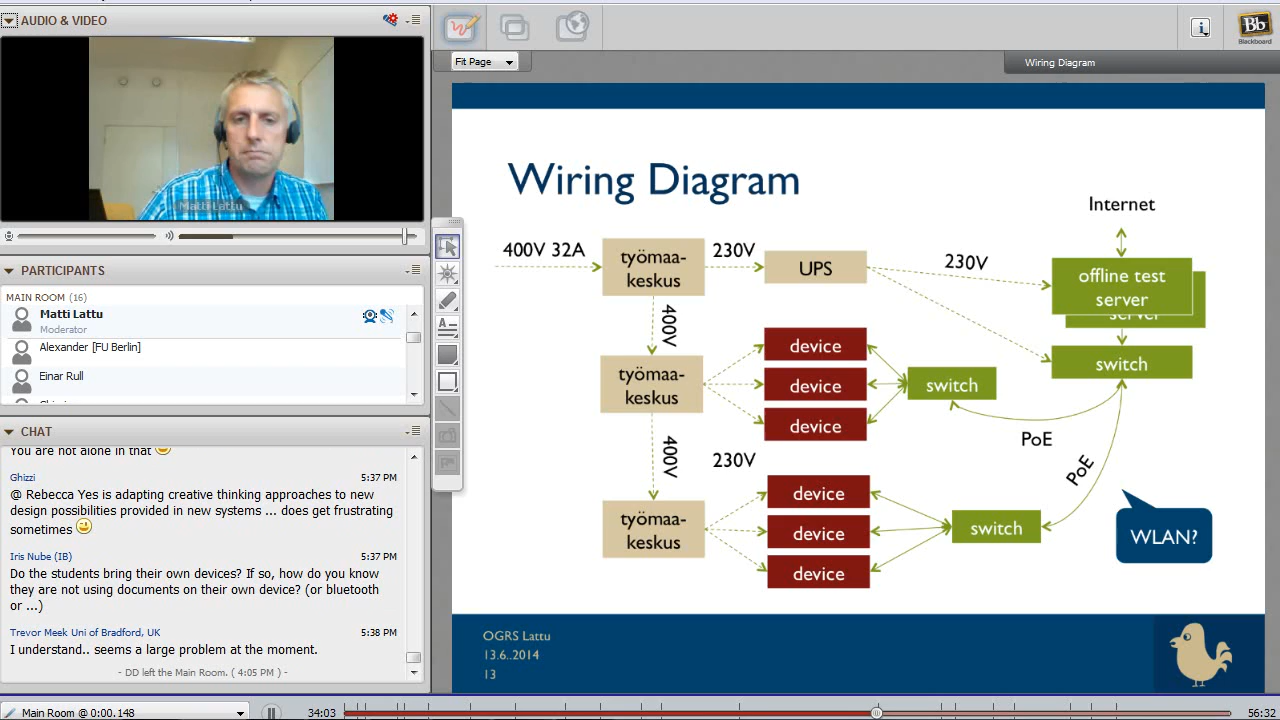 AUDIO & VIDEO
Matti Lattu
PARTICIPANTS
MAIN ROOM (16)
Matti Lattu
Moderator
Alexander [FU Berlin]
Einar Rull
CHAT
You are not alone in that
Ghizzi 5:37 PM
@ Rebecca Yes is adapting creative thinking approaches to new
design possibilities included in new systems ... does get frustrating
sometimes
Iris Nube (IB) 5:37 PM
Do the students bring their own devices? If so, how do you know
they are not using documents on their own device? (or bluetooth
or ...)
Trevor Meek Uni of Bradford, UK 5:38 PM
I understand.. seems a large problem at the moment.
- DD left the Main Room. ( 4:05 PM ) -
Main Room @ 0:00.148
34:03
56:32
Fit Page
Wiring Diagram
i
Bb
Blackboard
Wiring Diagram
Internet
400V 32A
työmaa-
keskus
230V
UPS
230V
offline test
server
server
400V
switch
työmaa-
keskus
device
device
device
switch
PoE
PoE
400V
230V
työmaa-
keskus
device
device
device
switch
WLAN?
OGRS Lattu
13.6..2014
13